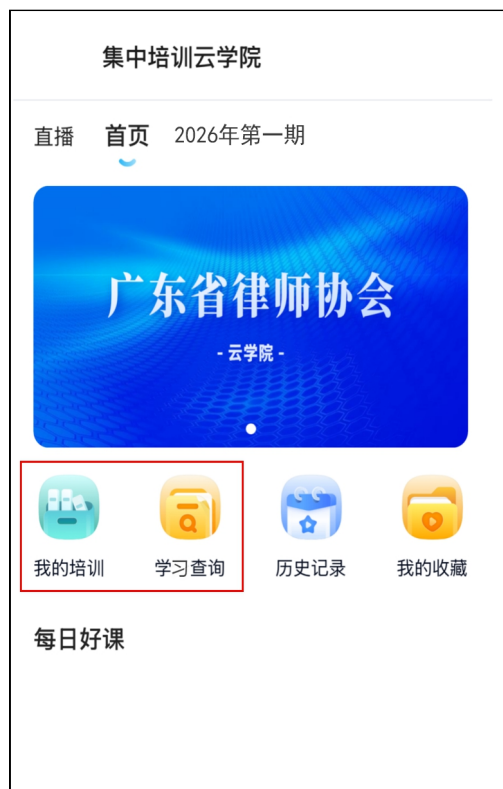 集中培训云学院
直播 首页 2026年第一期
广东省律师协会
- 云学院 -
我的培训 学习查询 历史记录 我的收藏
每日好课